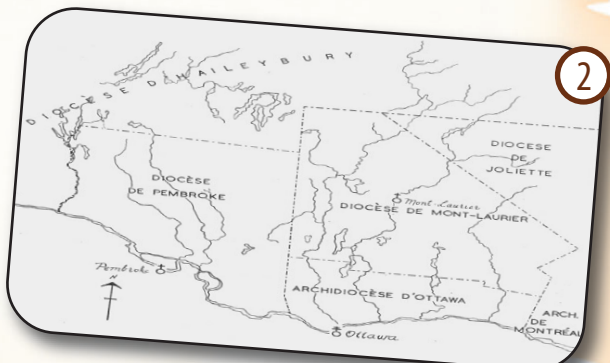 2
DIOCÈSE D'HAILEYBURY
DIOCÈSE
DE PEMBROKE
DIOCESE
DE
JOLIETTE
Mont-Laurier
DIOCÈSE DE MONT-LAURIER
Pembroke
N
ARCHIDIOCÈSE D'OTTAWA
Ottawa
ARCH.
DE
MONTRÉAL